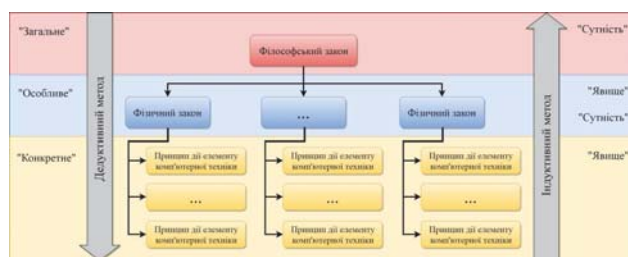 "Загальне"
"Сутність"
Філософський закон
"Особливе"
"Явище"
Фізичний закон
...
Фізичний закон
"Сутність"
Дедуктивний метод
Індуктивний метод
"Конкретне"
"Явище"
Принцип дії елементу
комп'ютерної техніки
Принцип дії елементу
комп'ютерної техніки
Принцип дії елементу
комп'ютерної техніки
...
...
...
Принцип дії елементу
комп'ютерної техніки
Принцип дії елементу
комп'ютерної техніки
Принцип дії елементу
комп'ютерної техніки